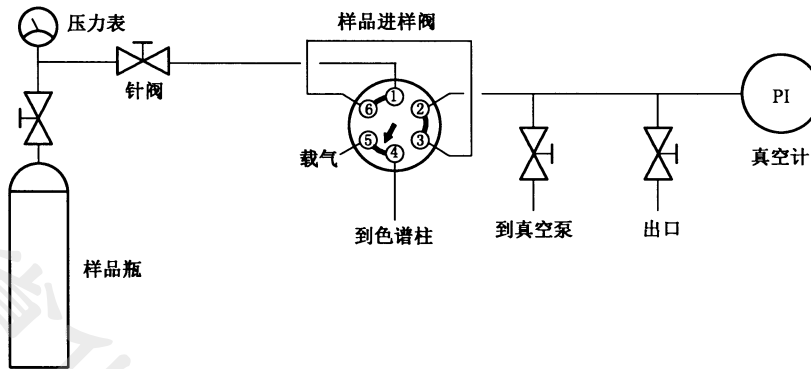 压力表
样品进样阀
针阀
①
⑥
②
PI
⑤
③
载气
④
真空计
到色谱柱
到真空泵
出口
样品瓶